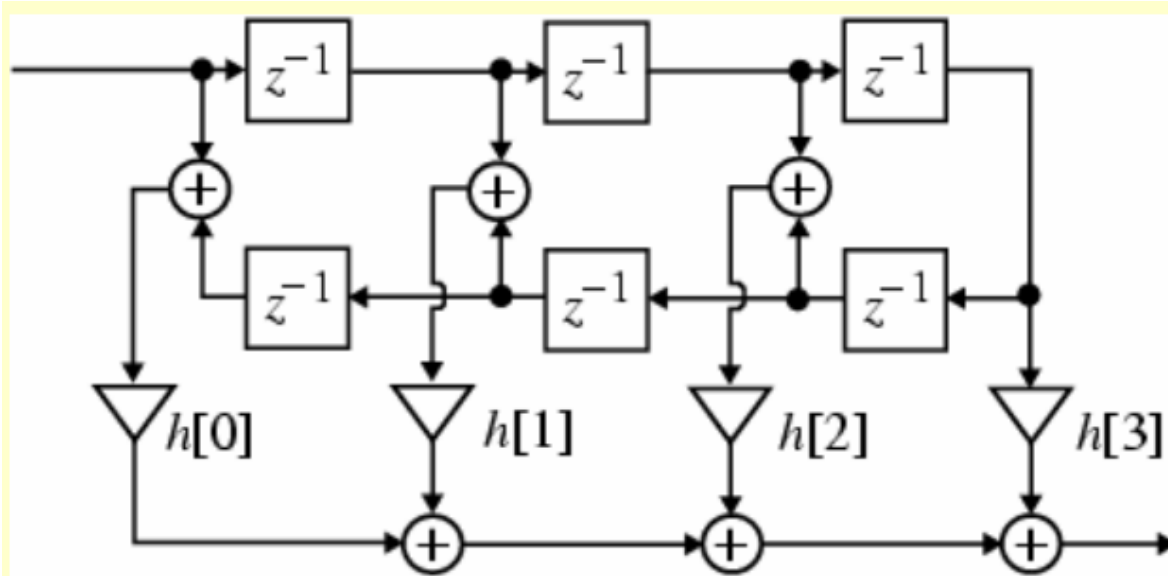 z⁻¹ z⁻¹ z⁻¹
+ + +
z⁻¹ z⁻¹ z⁻¹
h[0] h[1] h[2] h[3]
+ + +